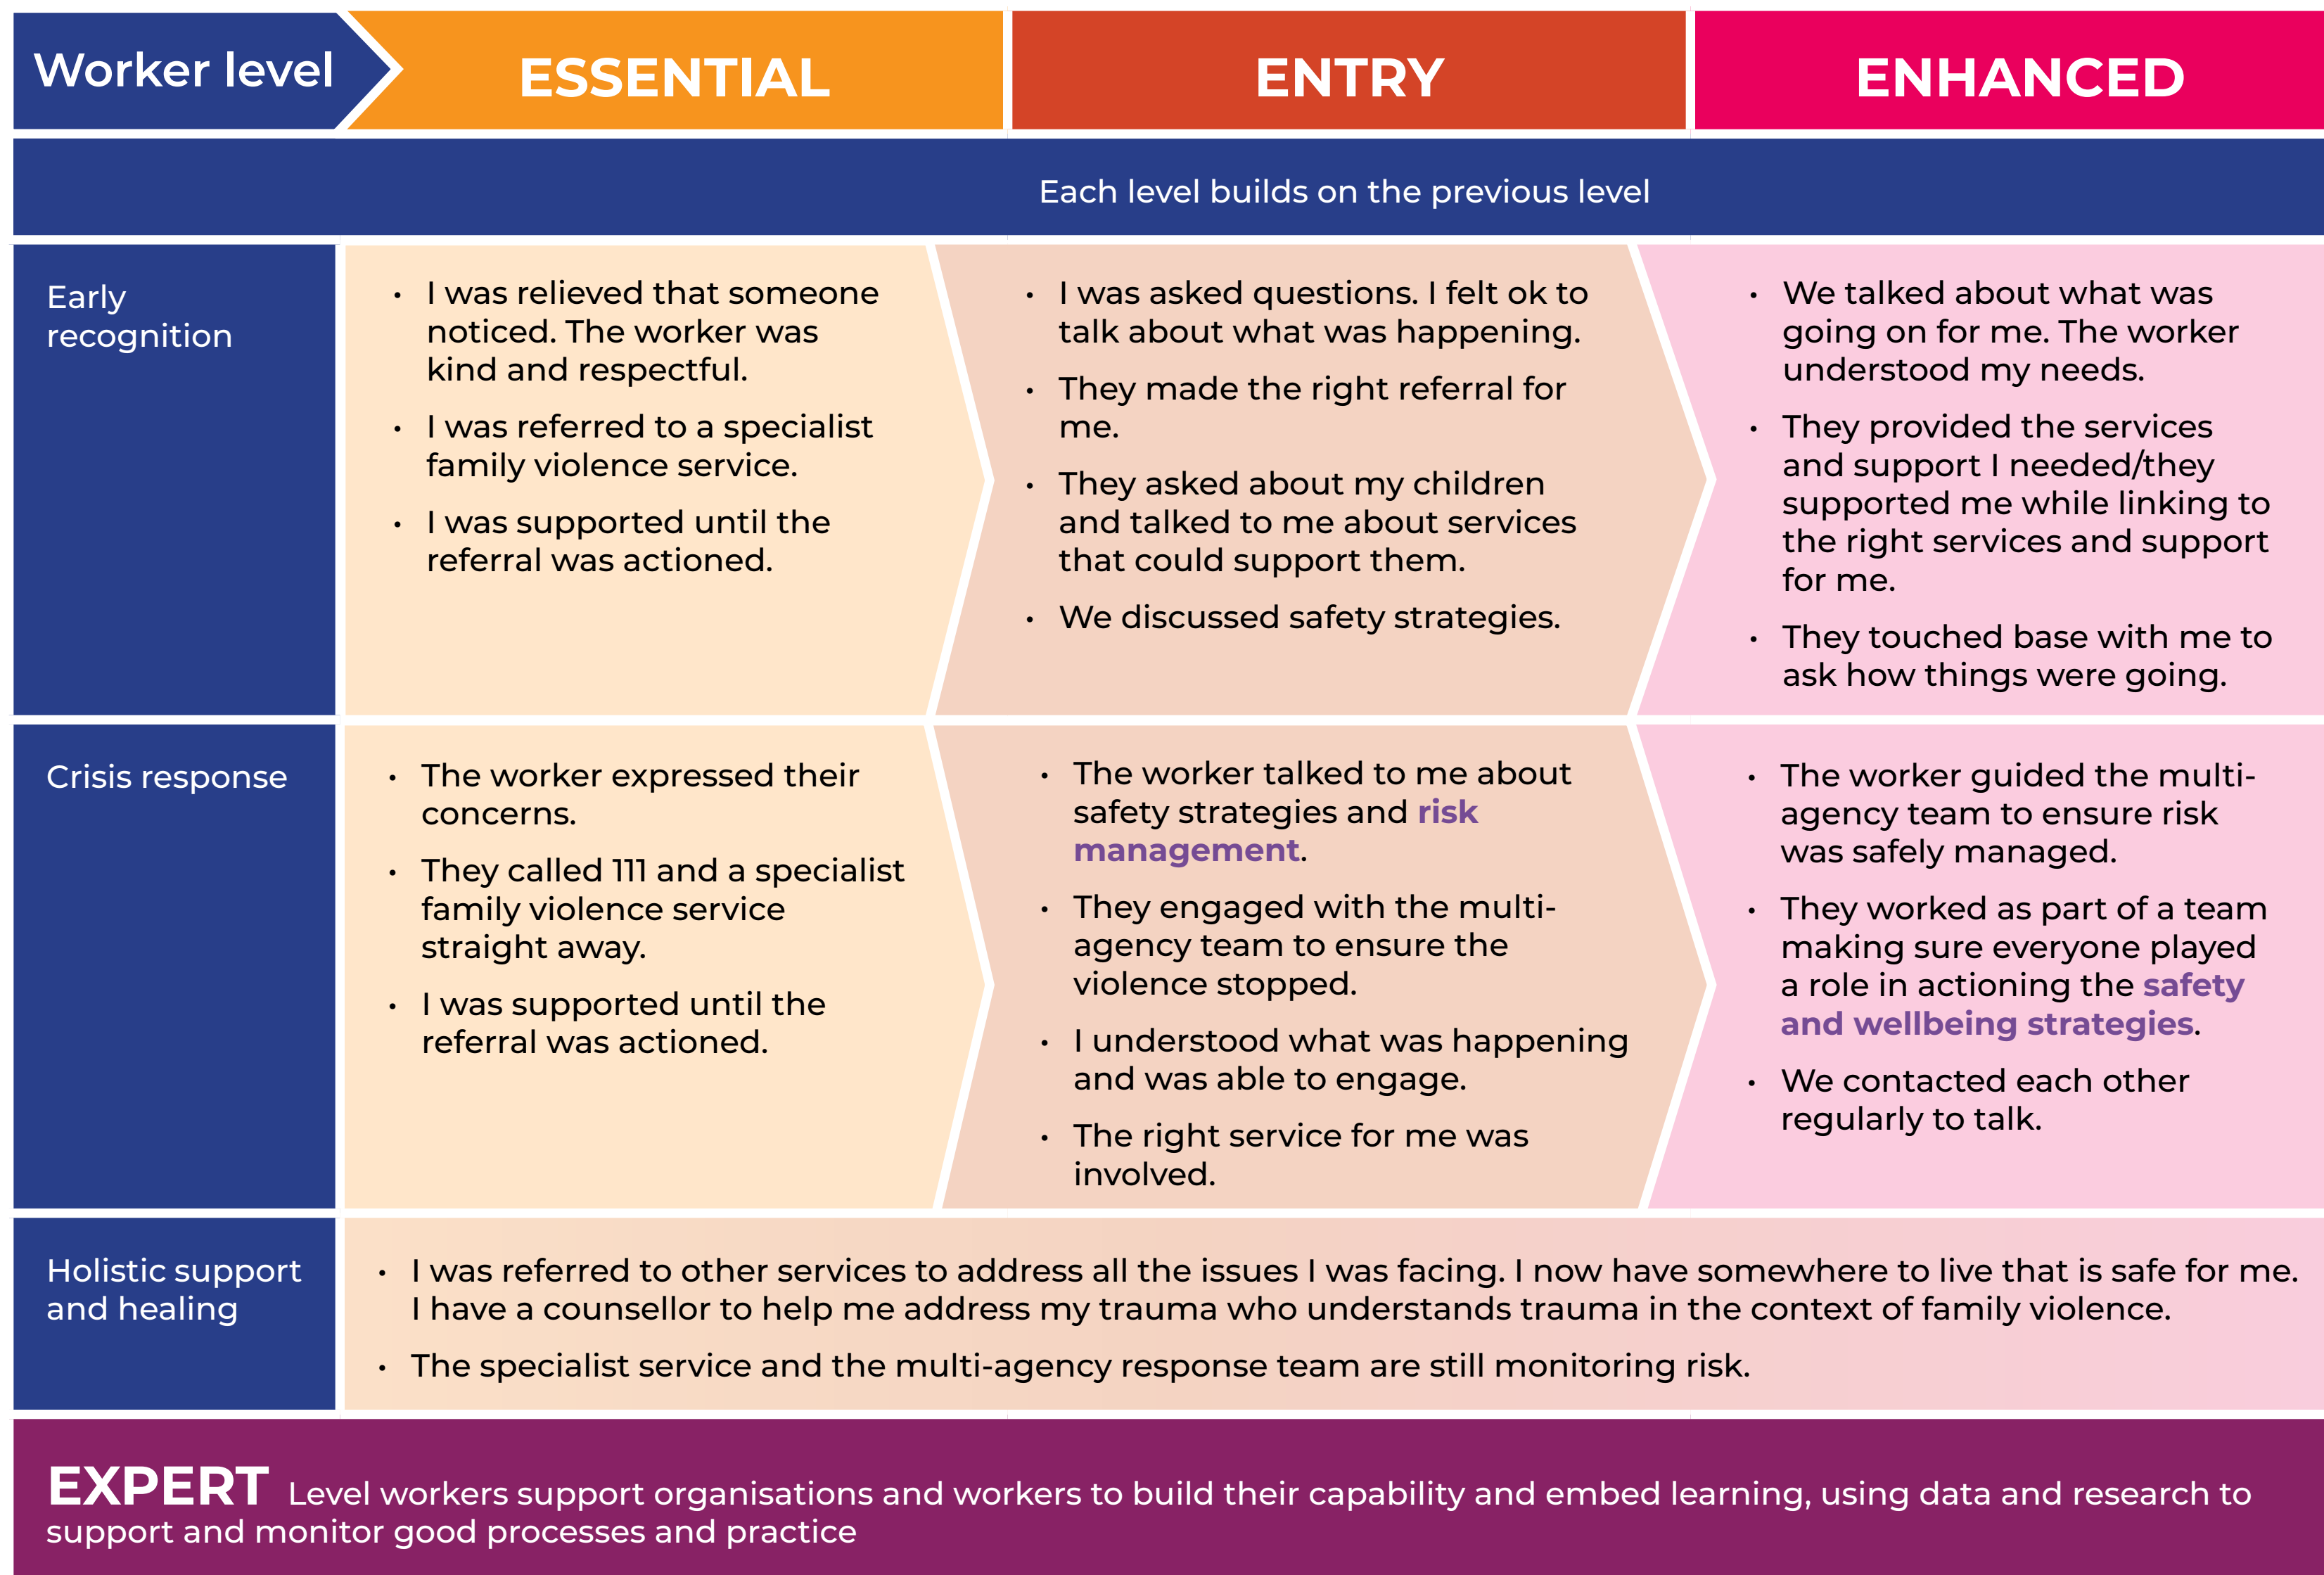 Worker level
ESSENTIAL
ENTRY
ENHANCED
Each level builds on the previous level
Early
recognition
• I was relieved that someone
noticed. The worker was
kind and respectful.
• I was referred to a specialist
family violence service.
• I was supported until the
referral was actioned.
• I was asked questions. I felt ok to
talk about what was happening.
• They made the right referral for
me.
• They asked about my children
and talked to me about services
that could support them.
• We discussed safety strategies.
• We talked about what was
going on for me. The worker
understood my needs.
• They provided the services
and support I needed/they
supported me while linking to
the right services and support
for me.
• They touched base with me to
ask how things were going.
Crisis response
• The worker expressed their
concerns.
• They called 111 and a specialist
family violence service
straight away.
• I was supported until the
referral was actioned.
• The worker talked to me about
safety strategies and risk
management.
• They engaged with the multi-
agency team to ensure the
violence stopped.
• I understood what was happening
and was able to engage.
• The right service for me was
involved.
• The worker guided the multi-
agency team to ensure risk
was safely managed.
• They worked as part of a team
making sure everyone played
a role in actioning the safety
and wellbeing strategies.
• We contacted each other
regularly to talk.
Holistic support
and healing
• I was referred to other services to address all the issues I was facing. I now have somewhere to live that is safe for me.
I have a counsellor to help me address my trauma who understands trauma in the context of family violence.
• The specialist service and the multi-agency response team are still monitoring risk.
EXPERT Level workers support organisations and workers to build their capability and embed learning, using data and research to
support and monitor good processes and practice